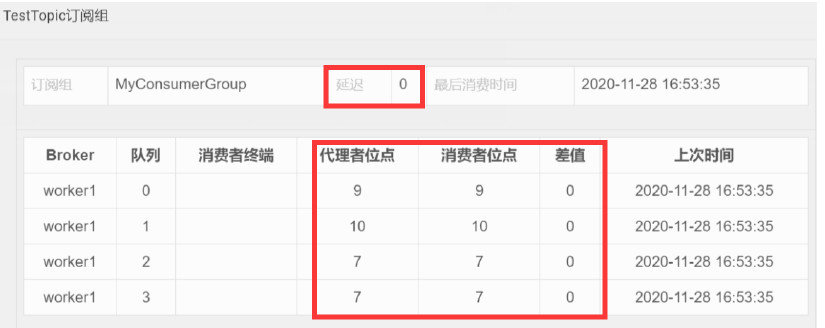 TestTopic订阅组
订阅组 MyConsumerGroup 延迟 0 最后消费时间 2020-11-28 16:53:35
Broker 队列 消费者终端 代理者位点 消费者位点 差值 上次时间
worker1 0 9 9 0 2020-11-28 16:53:35
worker1 1 10 10 0 2020-11-28 16:53:35
worker1 2 7 7 0 2020-11-28 16:53:35
worker1 3 7 7 0 2020-11-28 16:53:35